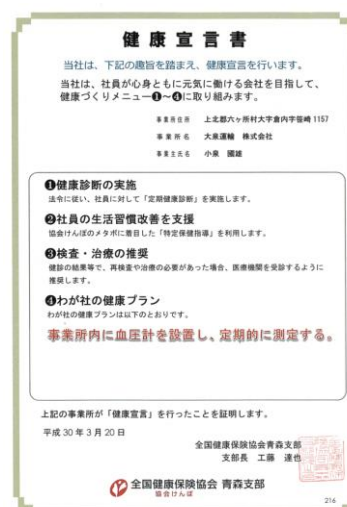 健康宣言書
当社は、下記の趣旨を踏まえ、健康宣言を行います。
当社は、社員が心身ともに元気に働ける会社を目指して、
健康づくりメニュー❶~❹に取り組みます。
事業所住所 上北郡六ヶ所村大字倉内字笹崎1157
事業所名 大泉運輸 株式会社
事業主氏名 小泉 國雄
❶健康診断の実施
法令に従い、社員に対して「定期健康診断」を実施します。
❷社員の生活習慣改善を支援
協会けんぽのメタボに着目した「特定保健指導」を利用します。
❸検査・治療の推奨
健診の結果等で、再検査や治療の必要があった場合、医療機関を受診するように
推奨します。
❹わが社の健康プラン
わが社の健康プランは以下のとおりです。
事業所内に血圧計を設置し、定期的に測定する。
上記の事業所が「健康宣言」を行ったことを証明します。
平成30年3月20日
全国健康保険協会青森支部
支部長 工藤 達也
全国健康保険協会 青森支部
協会けんぽ
216